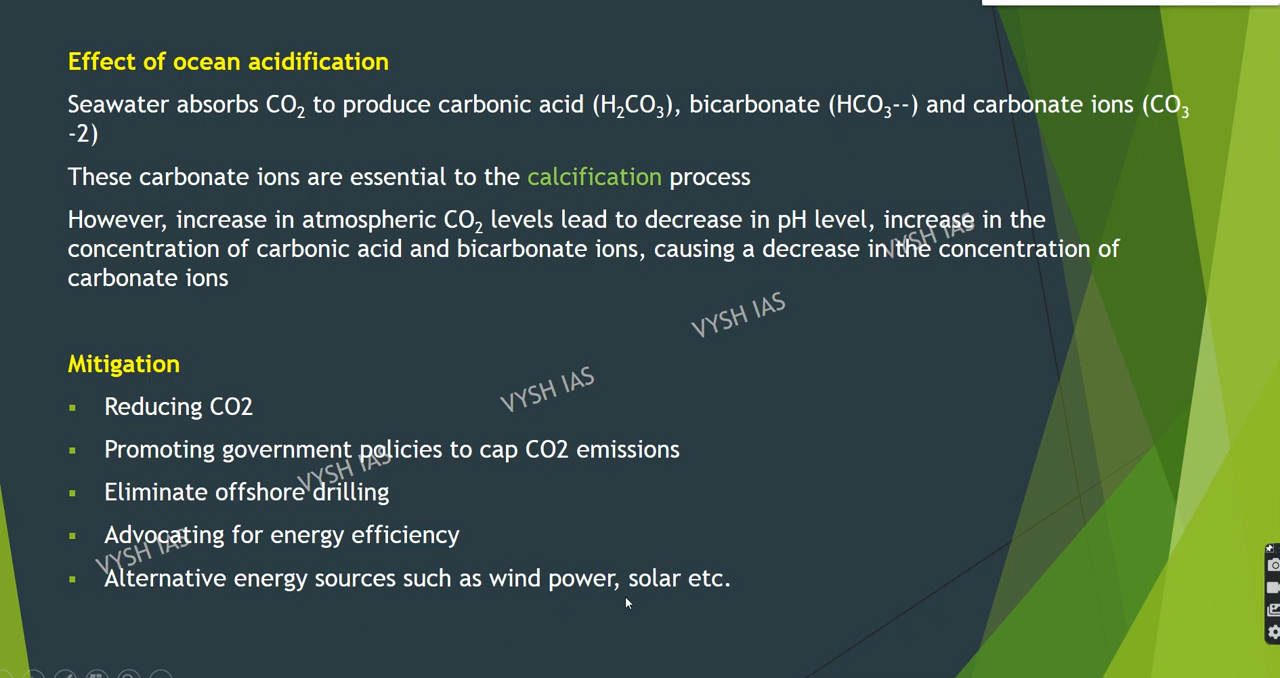 Effect of ocean acidification
Seawater absorbs CO2 to produce carbonic acid (H2CO3), bicarbonate (HCO3--) and carbonate ions (CO3
-2)
These carbonate ions are essential to the calcification process
However, increase in atmospheric CO2 levels lead to decrease in pH level, increase in the
concentration of carbonic acid and bicarbonate ions, causing a decrease in the concentration of
carbonate ions
VYSH IAS
VYSH IAS
Mitigation
VYSH IAS
Reducing CO2
Promoting government policies to cap CO2 emissions
VYSH IAS
Eliminate offshore drilling
Advocating for energy efficiency
VYSH IAS
Alternative energy sources such as wind power, solar etc.